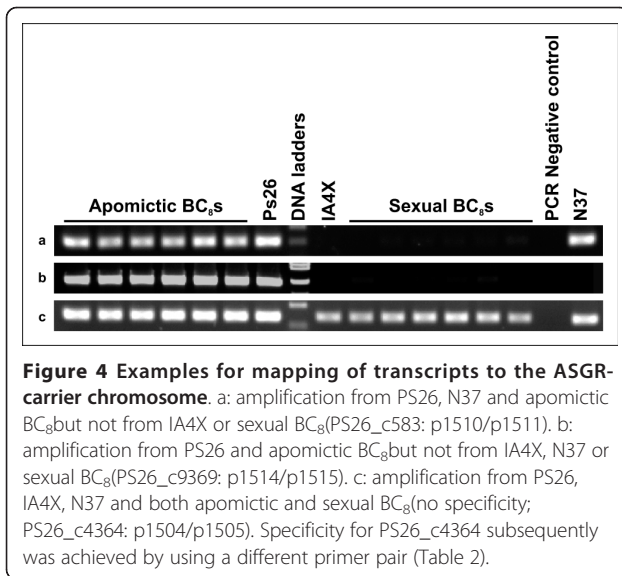 Apomictic BC₈s
Ps26
DNA ladders
IA4X
Sexual BC₈s
PCR Negative control
N37
a
b
c
Figure 4 Examples for mapping of transcripts to the ASGR-
carrier chromosome. a: amplification from PS26, N37 and apomictic
BC₈but not from IA4X or sexual BC₈(PS26_c583: p1510/p1511). b:
amplification from PS26 and apomictic BC₈but not from IA4X, N37 or
sexual BC₈(PS26_c9369: p1514/p1515). c: amplification from PS26,
IA4X, N37 and both apomictic and sexual BC₈(no specificity;
PS26_c4364: p1504/p1505). Specificity for PS26_c4364 subsequently
was achieved by using a different primer pair (Table 2).